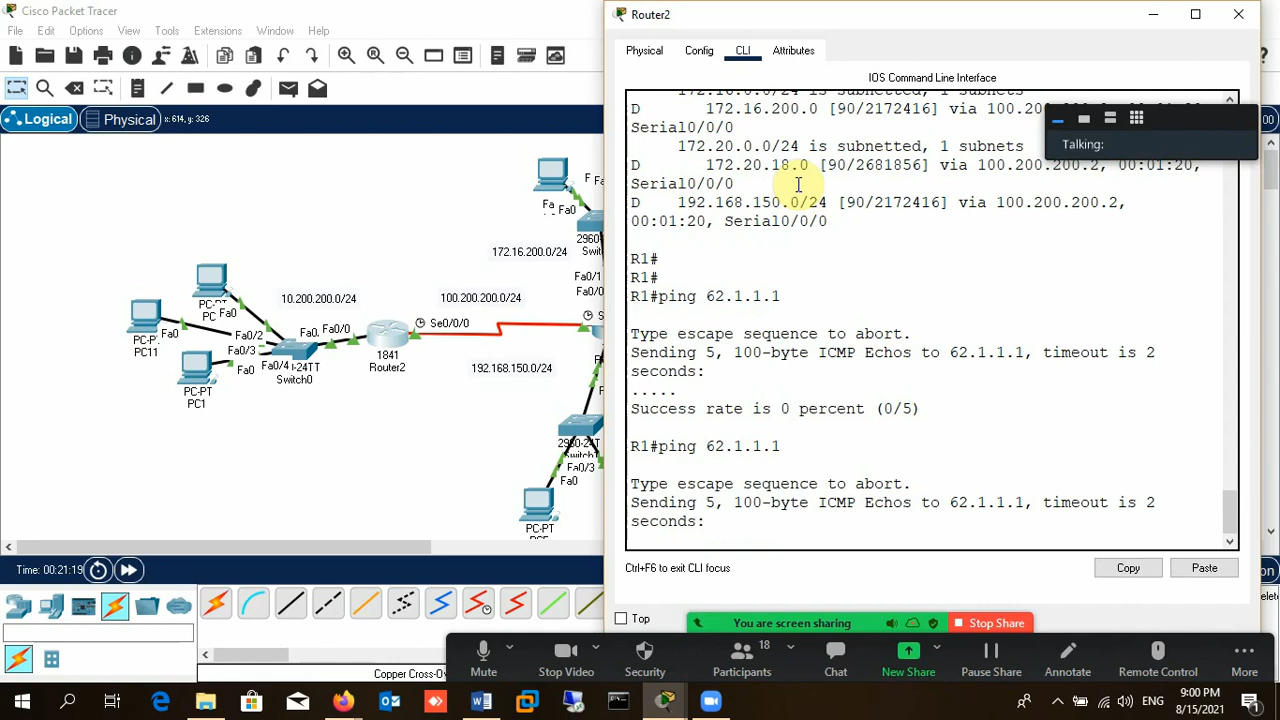 Cisco Packet Tracer
File Edit Options View Tools Extensions Window Help
Logical
Physical
x: 614, y: 326
172.16.200.0/24
10.200.200.0/24
100.200.200.0/24
192.168.150.0/24
Fa0
PC11
Fa0
Fa0/2
Fa0/3
Fa0
Fa0/4
PC-PT
PC1
Switch0
Fa0/0
1841
Router2
Se0/0/0
Fa0/1
Fa0/3
Fa0
Time: 00:21:19
Copper Cross-Ov
Router2
Physical Config CLI Attributes
IOS Command Line Interface
D 172.16.200.0 [90/2172416] via
Serial0/0/0
172.20.0.0/24 is subnetted, 1 subnets
D 172.20.18.0 [90/2681856] via 100.200.200.2, 00:01:20,
Serial0/0/0
D 192.168.150.0/24 [90/2172416] via 100.200.200.2,
00:01:20, Serial0/0/0
R1#
R1#
R1#ping 62.1.1.1
Type escape sequence to abort.
Sending 5, 100-byte ICMP Echos to 62.1.1.1, timeout is 2
seconds:
.....
Success rate is 0 percent (0/5)
R1#ping 62.1.1.1
Type escape sequence to abort.
Sending 5, 100-byte ICMP Echos to 62.1.1.1, timeout is 2
seconds:
Talking:
Ctrl+F6 to exit CLI focus
Copy
Paste
Top
You are screen sharing
Stop Share
18
Mute
Stop Video
Security
Participants
Chat
New Share
Pause Share
Annotate
Remote Control
More
ENG
9:00 PM
8/15/2021